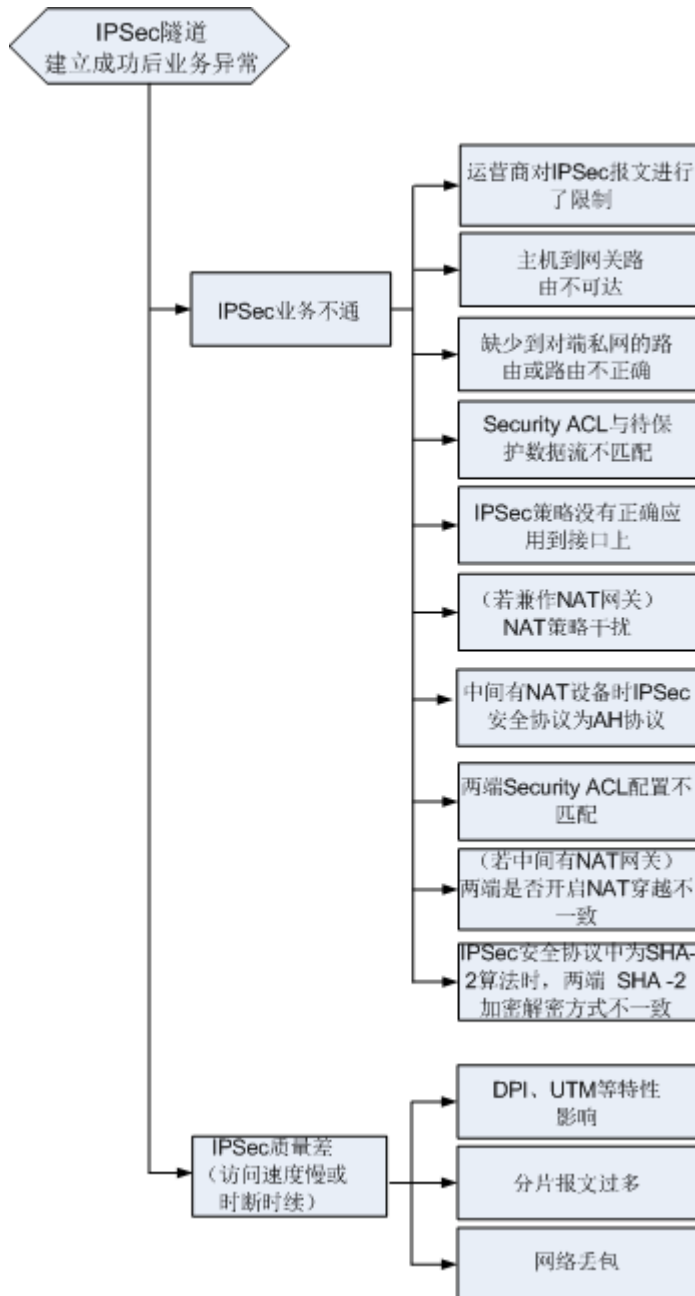 IPSec隧道
建立成功后业务异常
运营商对IPSec报文进行
了限制
主机到网关路
由不可达
IPSec业务不通
缺少到对端私网的路
由或路由不正确
Security ACL与待保
护数据流不匹配
IPSec策略没有正确应
用到接口上
（若兼作NAT网关）
NAT策略干扰
中间有NAT设备时IPSec
安全协议为AH协议
两端Security ACL配置不
匹配
（若中间有NAT网关）
两端是否开启NAT穿越不
一致
IPSec安全协议中为SHA-
2算法时，两端 SHA -2
加密解密方式不一致
DPI、UTM等特性
影响
IPSec质量差
（访问速度慢或
时断时续）
分片报文过多
网络丢包